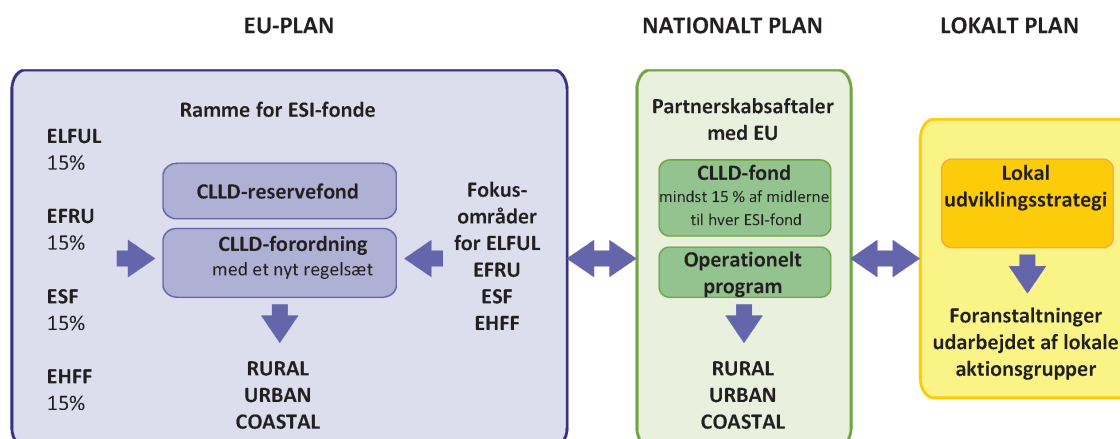 EU-PLAN
NATIONALT PLAN
LOKALT PLAN
Ramme for ESI-fonde
ELFUL
15%
EFRU
15%
ESF
15%
EHFF
15%
CLLD-reservefond
CLLD-forordning
med et nyt regelsæt
Fokus-
områder
for ELFUL
EFRU
ESF
EHFF
RURAL
URBAN
COASTAL
Partnerskabsaftaler
med EU
CLLD-fond
mindst 15 % af midlerne
til hver ESI-fond
Operationelt
program
RURAL
URBAN
COASTAL
Lokal
udviklingsstrategi
Foranstaltninger
udarbejdet af lokale
aktionsgrupper